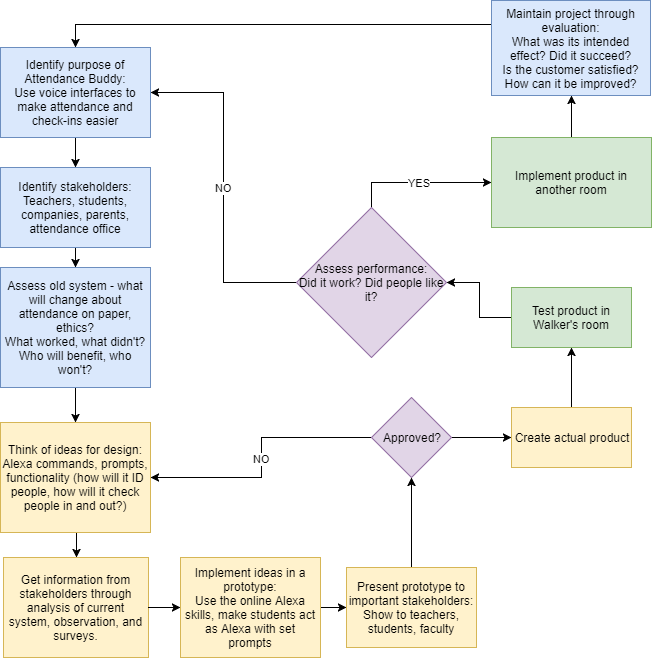 Maintain project through
evaluation:
What was its intended
effect? Did it succeed?
Is the customer satisfied?
How can it be improved?
Identify purpose of
Attendance Buddy:
Use voice interfaces to
make attendance and
check-ins easier
Implement product in
another room
YES
NO
Identify stakeholders:
Teachers, students,
companies, parents,
attendance office
Assess performance:
Did it work? Did people like
it?
Assess old system - what
will change about
attendance on paper,
ethics?
What worked, what didn't?
Who will benefit, who
won't?
Test product in
Walker's room
Approved?
Create actual product
NO
Think of ideas for design:
Alexa commands, prompts,
functionality (how will it ID
people, how will it check
people in and out?)
Get information from
stakeholders through
analysis of current
system, observation, and
surveys.
Implement ideas in a
prototype:
Use the online Alexa
skills, make students act
as Alexa with set
prompts
Present prototype to
important stakeholders:
Show to teachers,
students, faculty